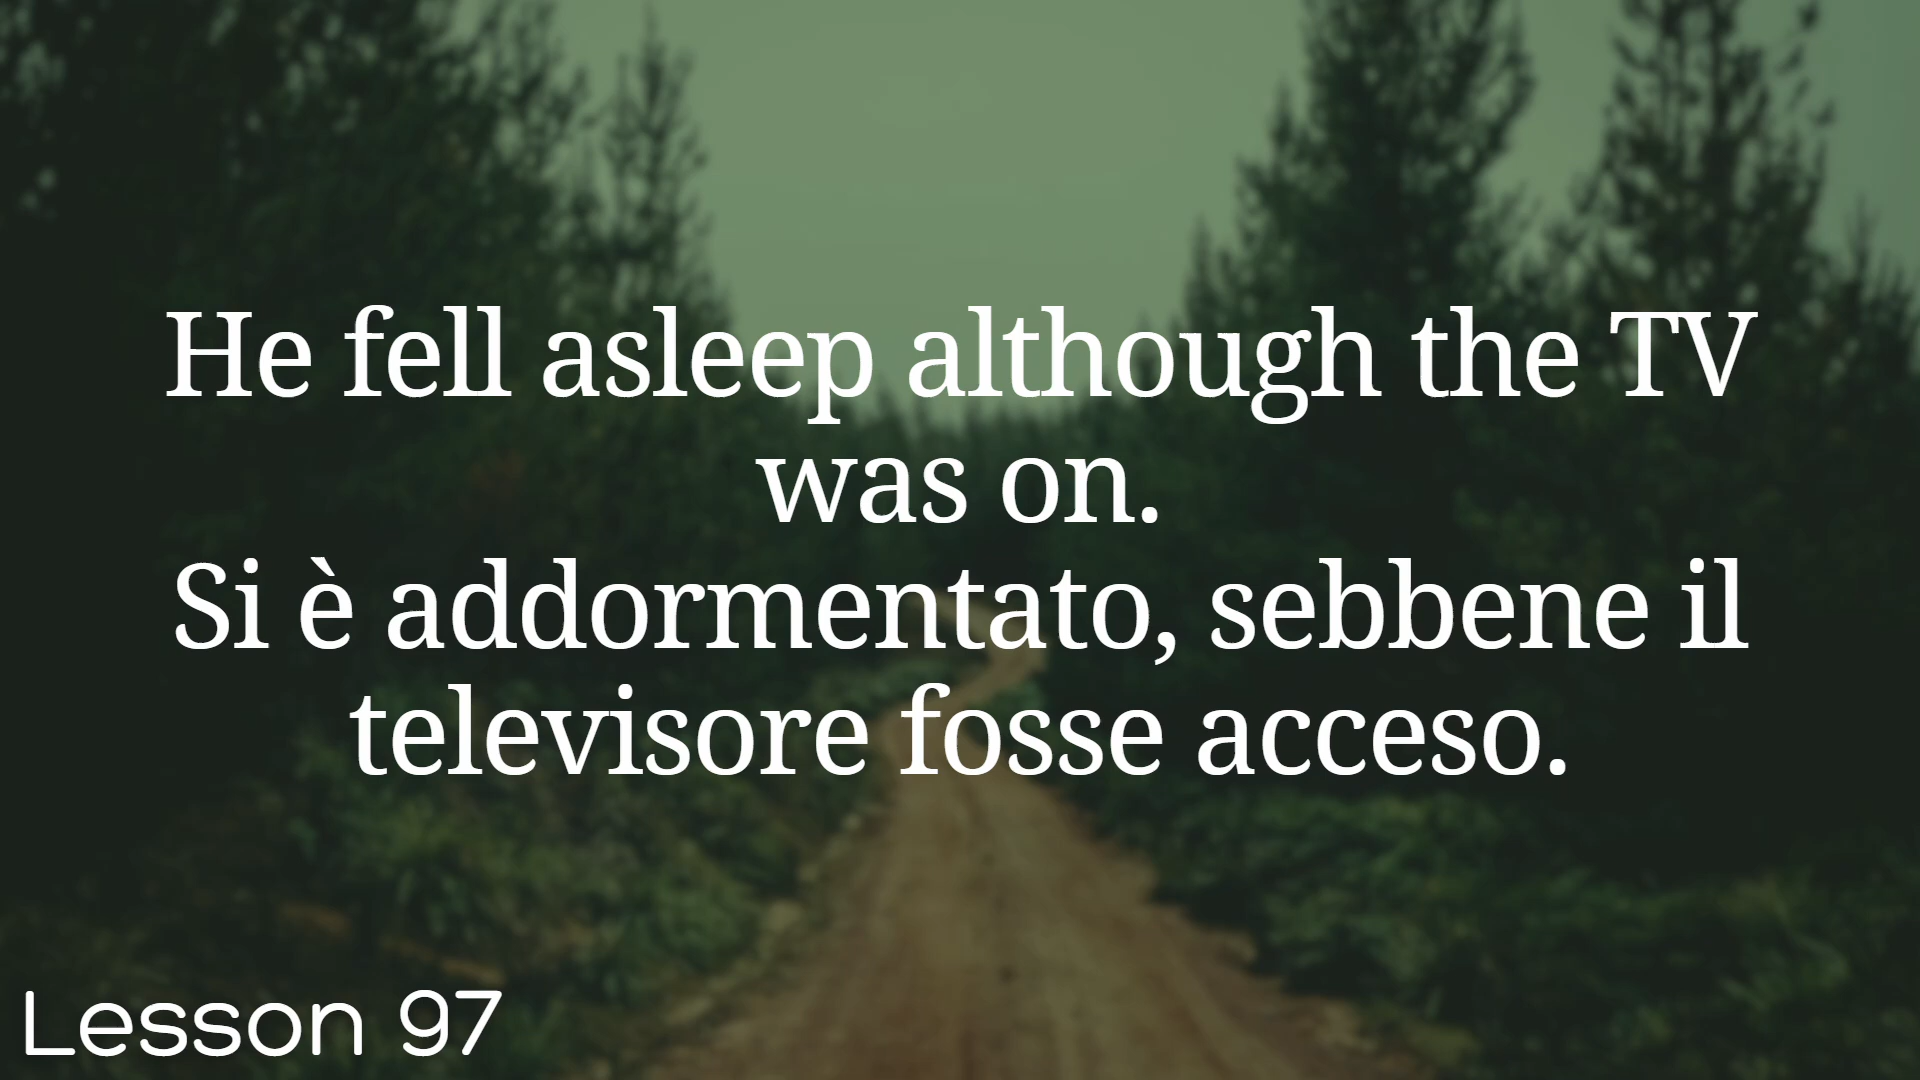 He fell asleep although the TV
was on.
Si è addormentato, sebbene il
televisore fosse acceso.
Lesson 97